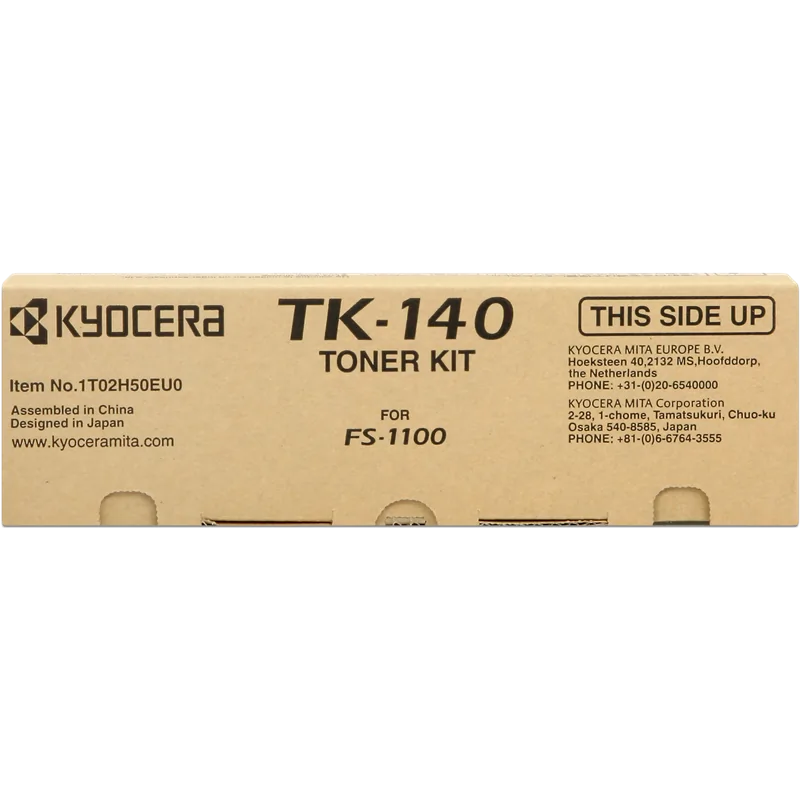 KYOCERA
TK-140
TONER KIT
Item No.1T02H50EU0
Assembled in China
Designed in Japan
www.kyoceramita.com
FOR
FS-1100
THIS SIDE UP
KYOCERA MITA EUROPE B.V.
Hoeksteen 40,2132 MS,Hoofddorp,
the Netherlands
PHONE: +31-(0)20-6540000
KYOCERA MITA Corporation
2-28, 1-chome, Tamatsukuri, Chuo-ku
Osaka 540-8585, Japan
PHONE: +81-(0)6-6764-3555